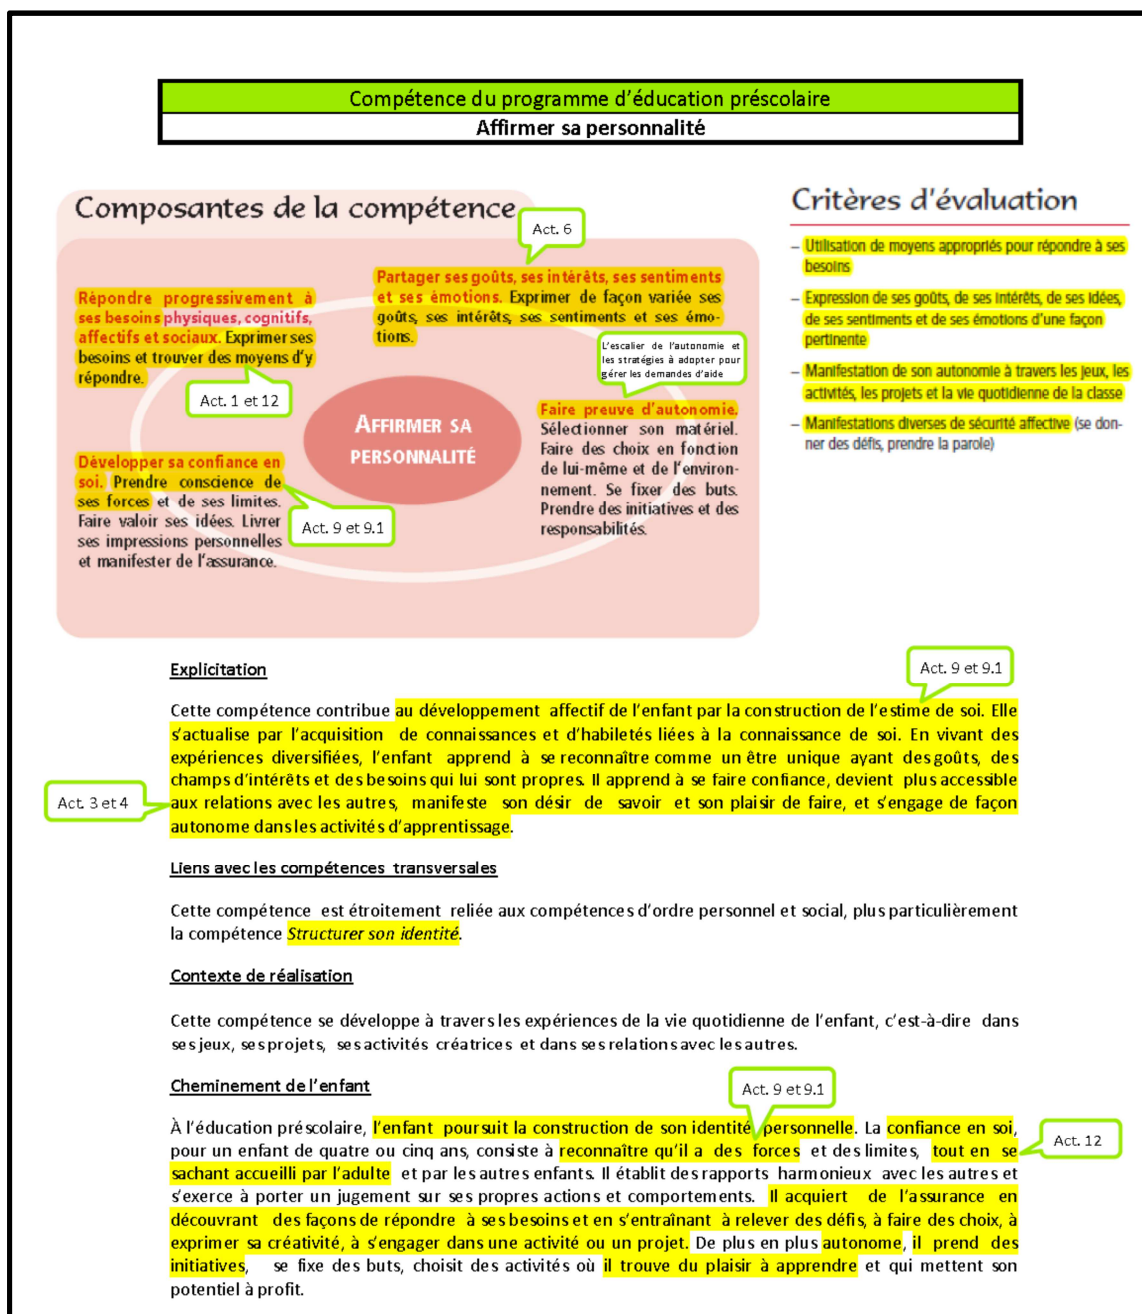 Compétence du programme d'éducation préscolaire
Affirmer sa personnalité
Composantes de la compétence
Act. 6
Partager ses goûts, ses intérêts, ses sentiments
et ses émotions. Exprimer de façon variée ses
goûts, ses intérêts, ses sentiments et ses émo-
tions.
Répondre progressivement à
ses besoins physiques, cognitifs,
affectifs et sociaux. Exprimer ses
besoins et trouver des moyens d'y
répondre.
Act. 1 et 12
L'escalier de l'autonomie et
les stratégies à adopter pour
gérer les demandes d'aide
AFFIRMER SA
PERSONNALITÉ
Faire preuve d'autonomie.
Sélectionner son matériel.
Faire des choix en fonction
de lui-même et de l'environ-
nement. Se fixer des buts.
Prendre des initiatives et des
responsabilités.
Développer sa confiance en
soi. Prendre conscience de
ses forces et de ses limites.
Faire valoir ses idées. Livrer
ses impressions personnelles
et manifester de l'assurance.
Act. 9 et 9.1
Critères d'évaluation
– Utilisation de moyens appropriés pour répondre à ses
besoins
– Expression de ses goûts, de ses intérêts, de ses idées,
de ses sentiments et de ses émotions d'une façon
pertinente
– Manifestation de son autonomie à travers les jeux, les
activités, les projets et la vie quotidienne de la classe
– Manifestations diverses de sécurité affective (se don-
ner des défis, prendre la parole)
Explicitation
Act. 9 et 9.1
Cette compétence contribue au développement affectif de l'enfant par la construction de l'estime de soi. Elle
s'actualise par l'acquisition de connaissances et d'habiletés liées à la connaissance de soi. En vivant des
expériences diversifiées, l'enfant apprend à se reconnaître comme un être unique ayant des goûts, des
champs d'intérêts et des besoins qui lui sont propres. Il apprend à se faire confiance, devient plus accessible
Act. 3 et 4
aux relations avec les autres, manifeste son désir de savoir et son plaisir de faire, et s'engage de façon
autonome dans les activités d'apprentissage.
Liens avec les compétences transversales
Cette compétence est étroitement reliée aux compétences d'ordre personnel et social, plus particulièrement
la compétence Structurer son identité.
Contexte de réalisation
Cette compétence se développe à travers les expériences de la vie quotidienne de l'enfant, c'est-à-dire dans
ses jeux, ses projets, ses activités créatrices et dans ses relations avec les autres.
Cheminement de l'enfant
Act. 9 et 9.1
À l'éducation préscolaire, l'enfant poursuit la construction de son identité personnelle. La confiance en soi,
Act. 12
pour un enfant de quatre ou cinq ans, consiste à reconnaître qu'il a des forces et des limites, tout en se
sachant accueilli par l'adulte et par les autres enfants. Il établit des rapports harmonieux avec les autres et
s'exerce à porter un jugement sur ses propres actions et comportements. Il acquiert de l'assurance en
découvrant des façons de répondre à ses besoins et en s'entraînant à relever des défis, à faire des choix, à
exprimer sa créativité, à s'engager dans une activité ou un projet. De plus en plus autonome, il prend des
initiatives, se fixe des buts, choisit des activités où il trouve du plaisir à apprendre et qui mettent son
potentiel à profit.